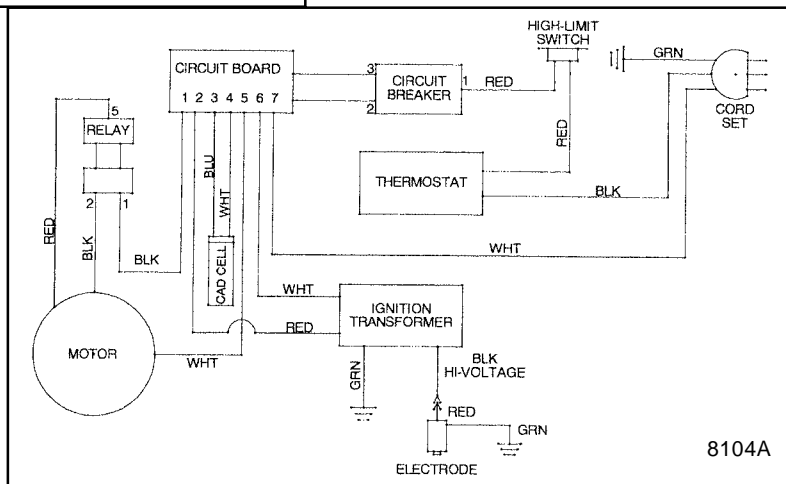 HIGH-LIMIT
SWITCH
GRN
CORD
SET
CIRCUIT BOARD
1 2 3 4 5 6 7
3
2
CIRCUIT
BREAKER
1
RED
RED
5
RELAY
2 1
RED
BLK
BLK
BLU
WHT
CAD CELL
THERMOSTAT
BLK
WHT
WHT
RED
IGNITION
TRANSFORMER
MOTOR
WHT
GRN
BLK
HI-VOLTAGE
RED
GRN
ELECTRODE
8104A